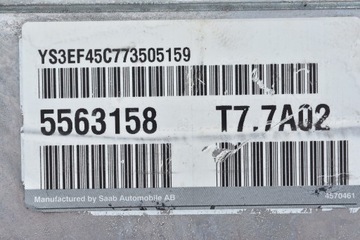 YS3EF45C773505159
5563158 T7.7A02
Manufactured by Saab Automobile AB 4570461